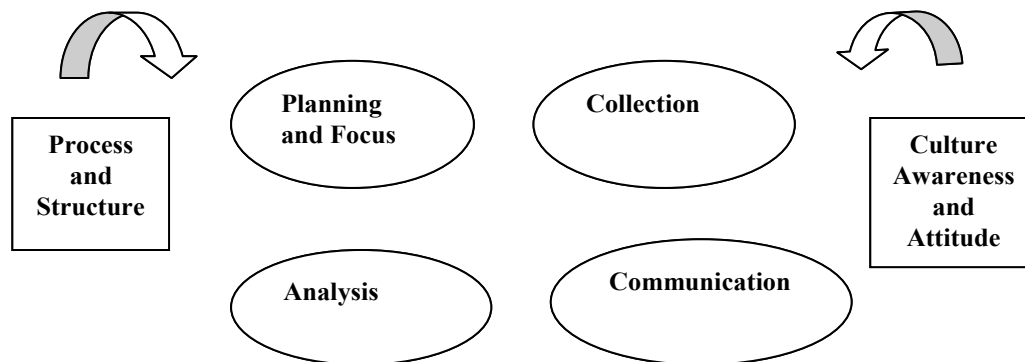 Planning
and Focus
Collection
Process
and
Structure
Culture
Awareness
and
Attitude
Analysis
Communication